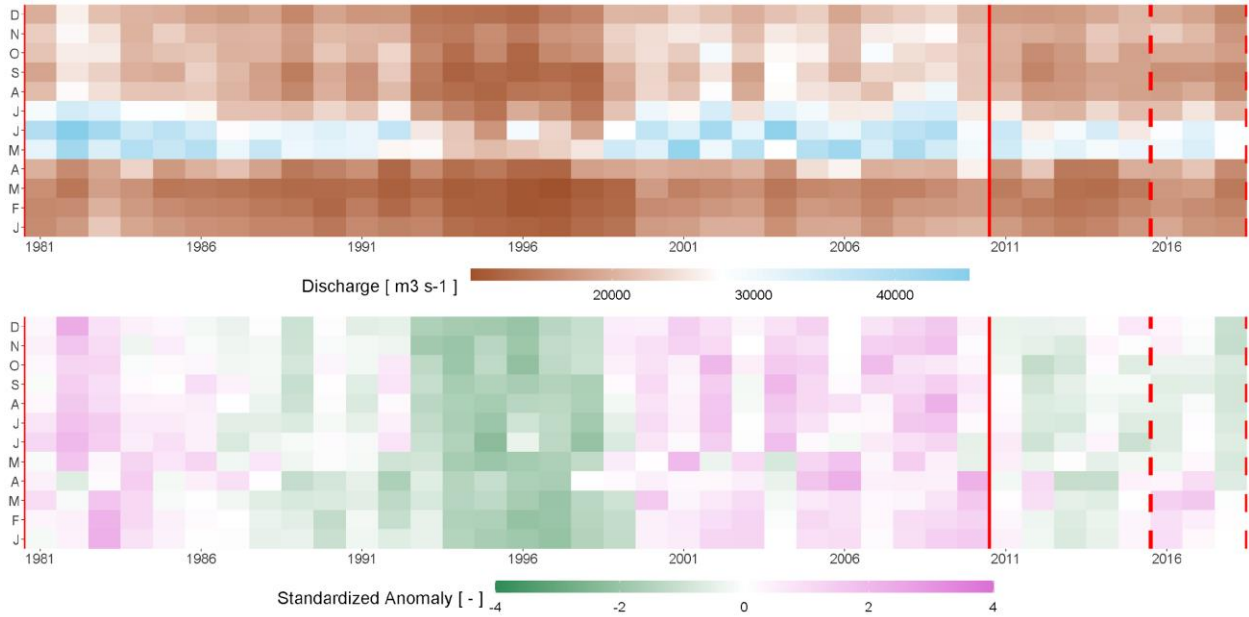 D
N
O
S
A
J
J
M
A
M
F
J
1981 1986 1991 1996 2001 2006 2011 2016
Discharge [ m3 s-1 ]
20000 30000 40000
D
N
O
S
A
J
J
M
A
M
F
J
1981 1986 1991 1996 2001 2006 2011 2016
Standardized Anomaly [ - ]
-4 -2 0 2 4